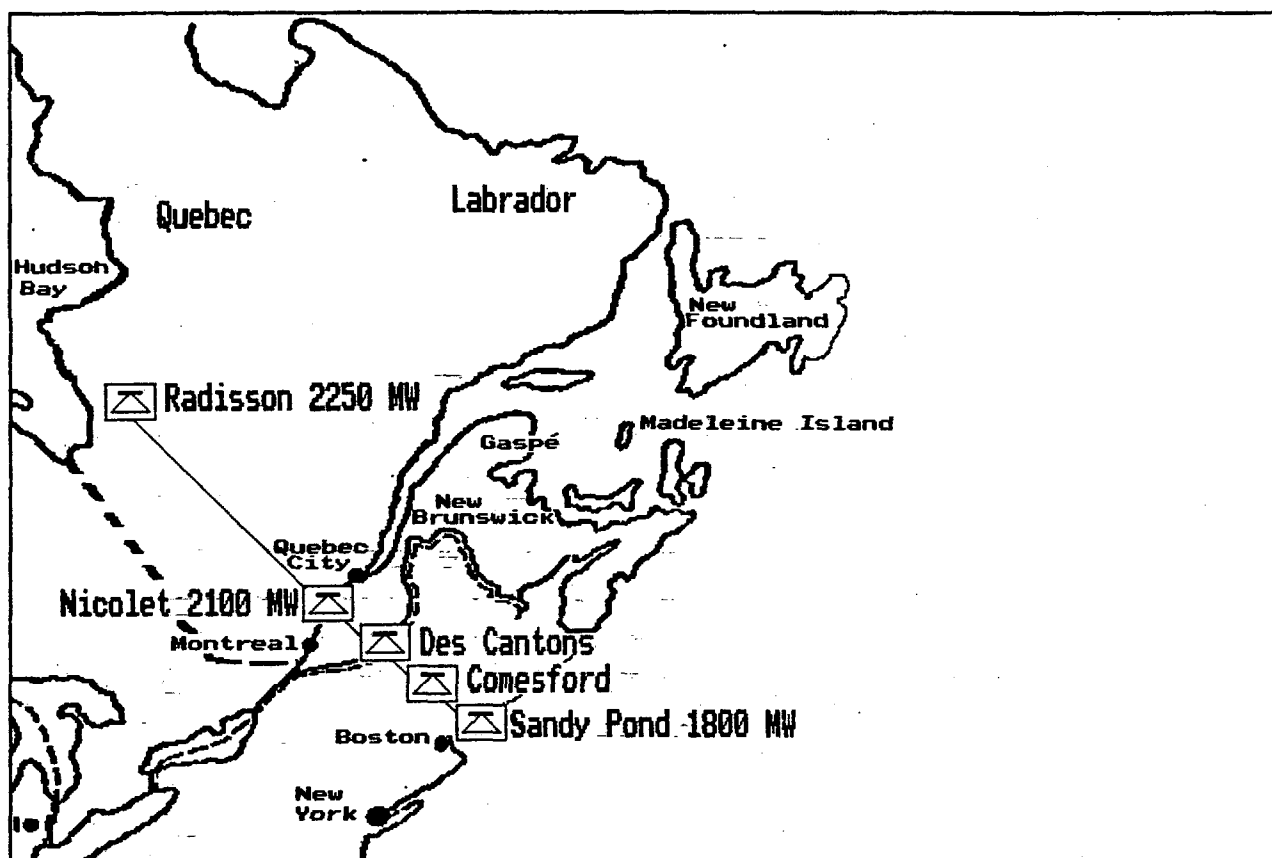 Labrador
Quebec
Hudson
Bay
New
Foundland
Radisson 2250 MW
Madeleine Island
Gaspé
New
Brunswick
Quebec
City
Nicolet 2100 MW
Montreal
Des Cantons
Comesford
Sandy Pond 1800 MW
Boston
New
York